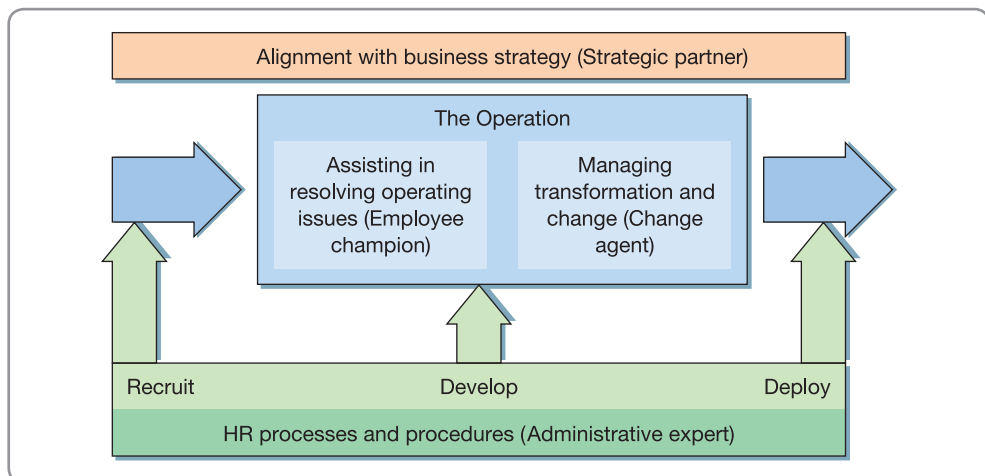 Alignment with business strategy (Strategic partner)
The Operation
Assisting in
resolving operating
issues (Employee
champion)
Managing
transformation and
change (Change
agent)
Recruit
Develop
Deploy
HR processes and procedures (Administrative expert)